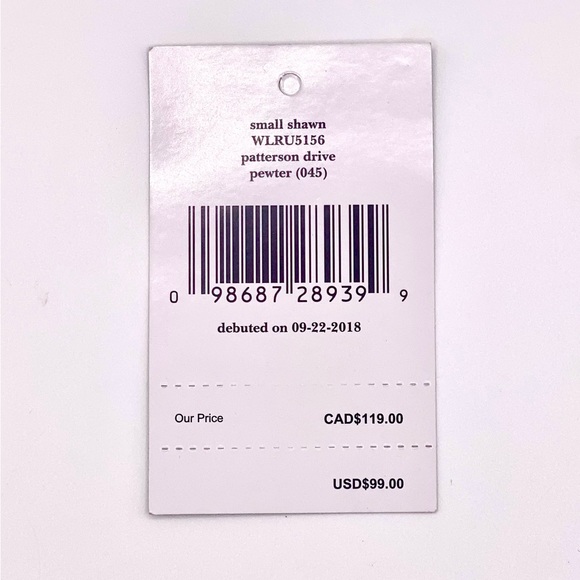 small shawn
WLRU5156
patterson drive
pewter (045)
0 98687 28939 9
debuted on 09-22-2018
Our Price CAD$119.00
USD$99.00